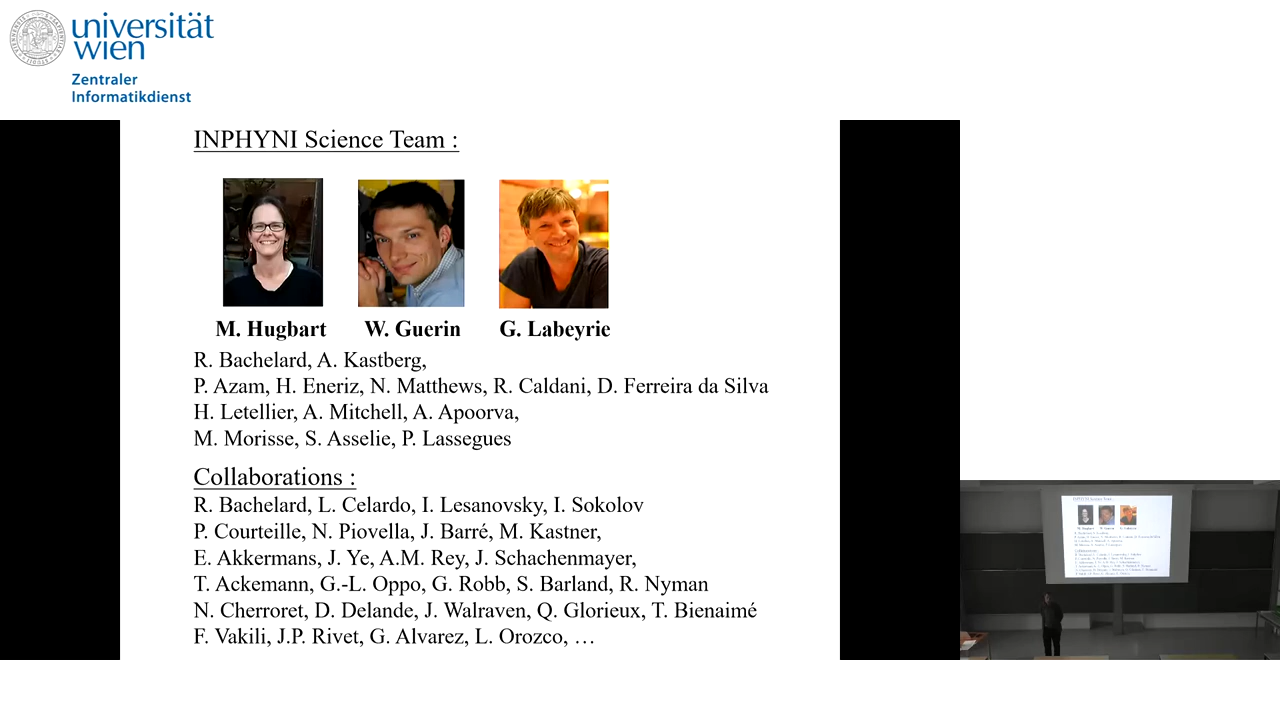 universität
wien
Zentraler
Informatikdienst
INPHYNI Science Team :
M. Hugbart W. Guerin G. Labeyrie
R. Bachelard, A. Kastberg,
P. Azam, H. Eneriz, N. Matthews, R. Caldani, D. Ferreira da Silva
H. Letellier, A. Mitchell, A. Apoorva,
M. Morisse, S. Asselie, P. Lassegues
Collaborations :
R. Bachelard, L. Celardo, I. Lesanovsky, I. Sokolov
P. Courteille, N. Piovella, J. Barré, M. Kastner,
E. Akkermans, J. Ye, A.M. Rey, J. Schachenmayer,
T. Ackemann, G.-L. Oppo, G. Robb, S. Barland, R. Nyman
N. Cherroret, D. Delande, J. Walraven, Q. Glorieux, T. Bienaimé
F. Vakili, J.P. Rivet, G. Alvarez, L. Orozco, …